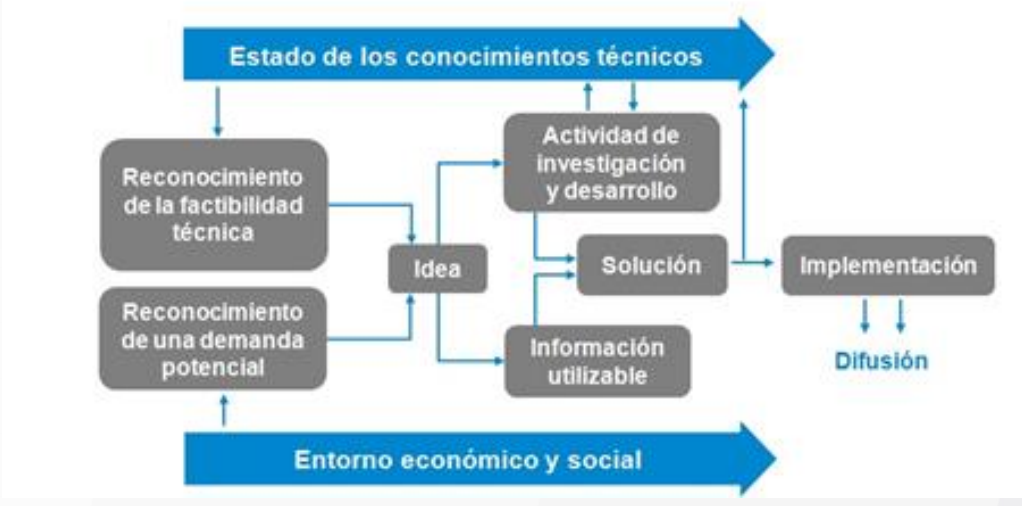 Estado de los conocimientos técnicos
Reconocimiento
de la factibilidad
técnica
Reconocimiento
de una demanda
potencial
Idea
Actividad de
investigación
y desarrollo
Solución
Información
utilizable
Implementación
Difusión
Entorno económico y social